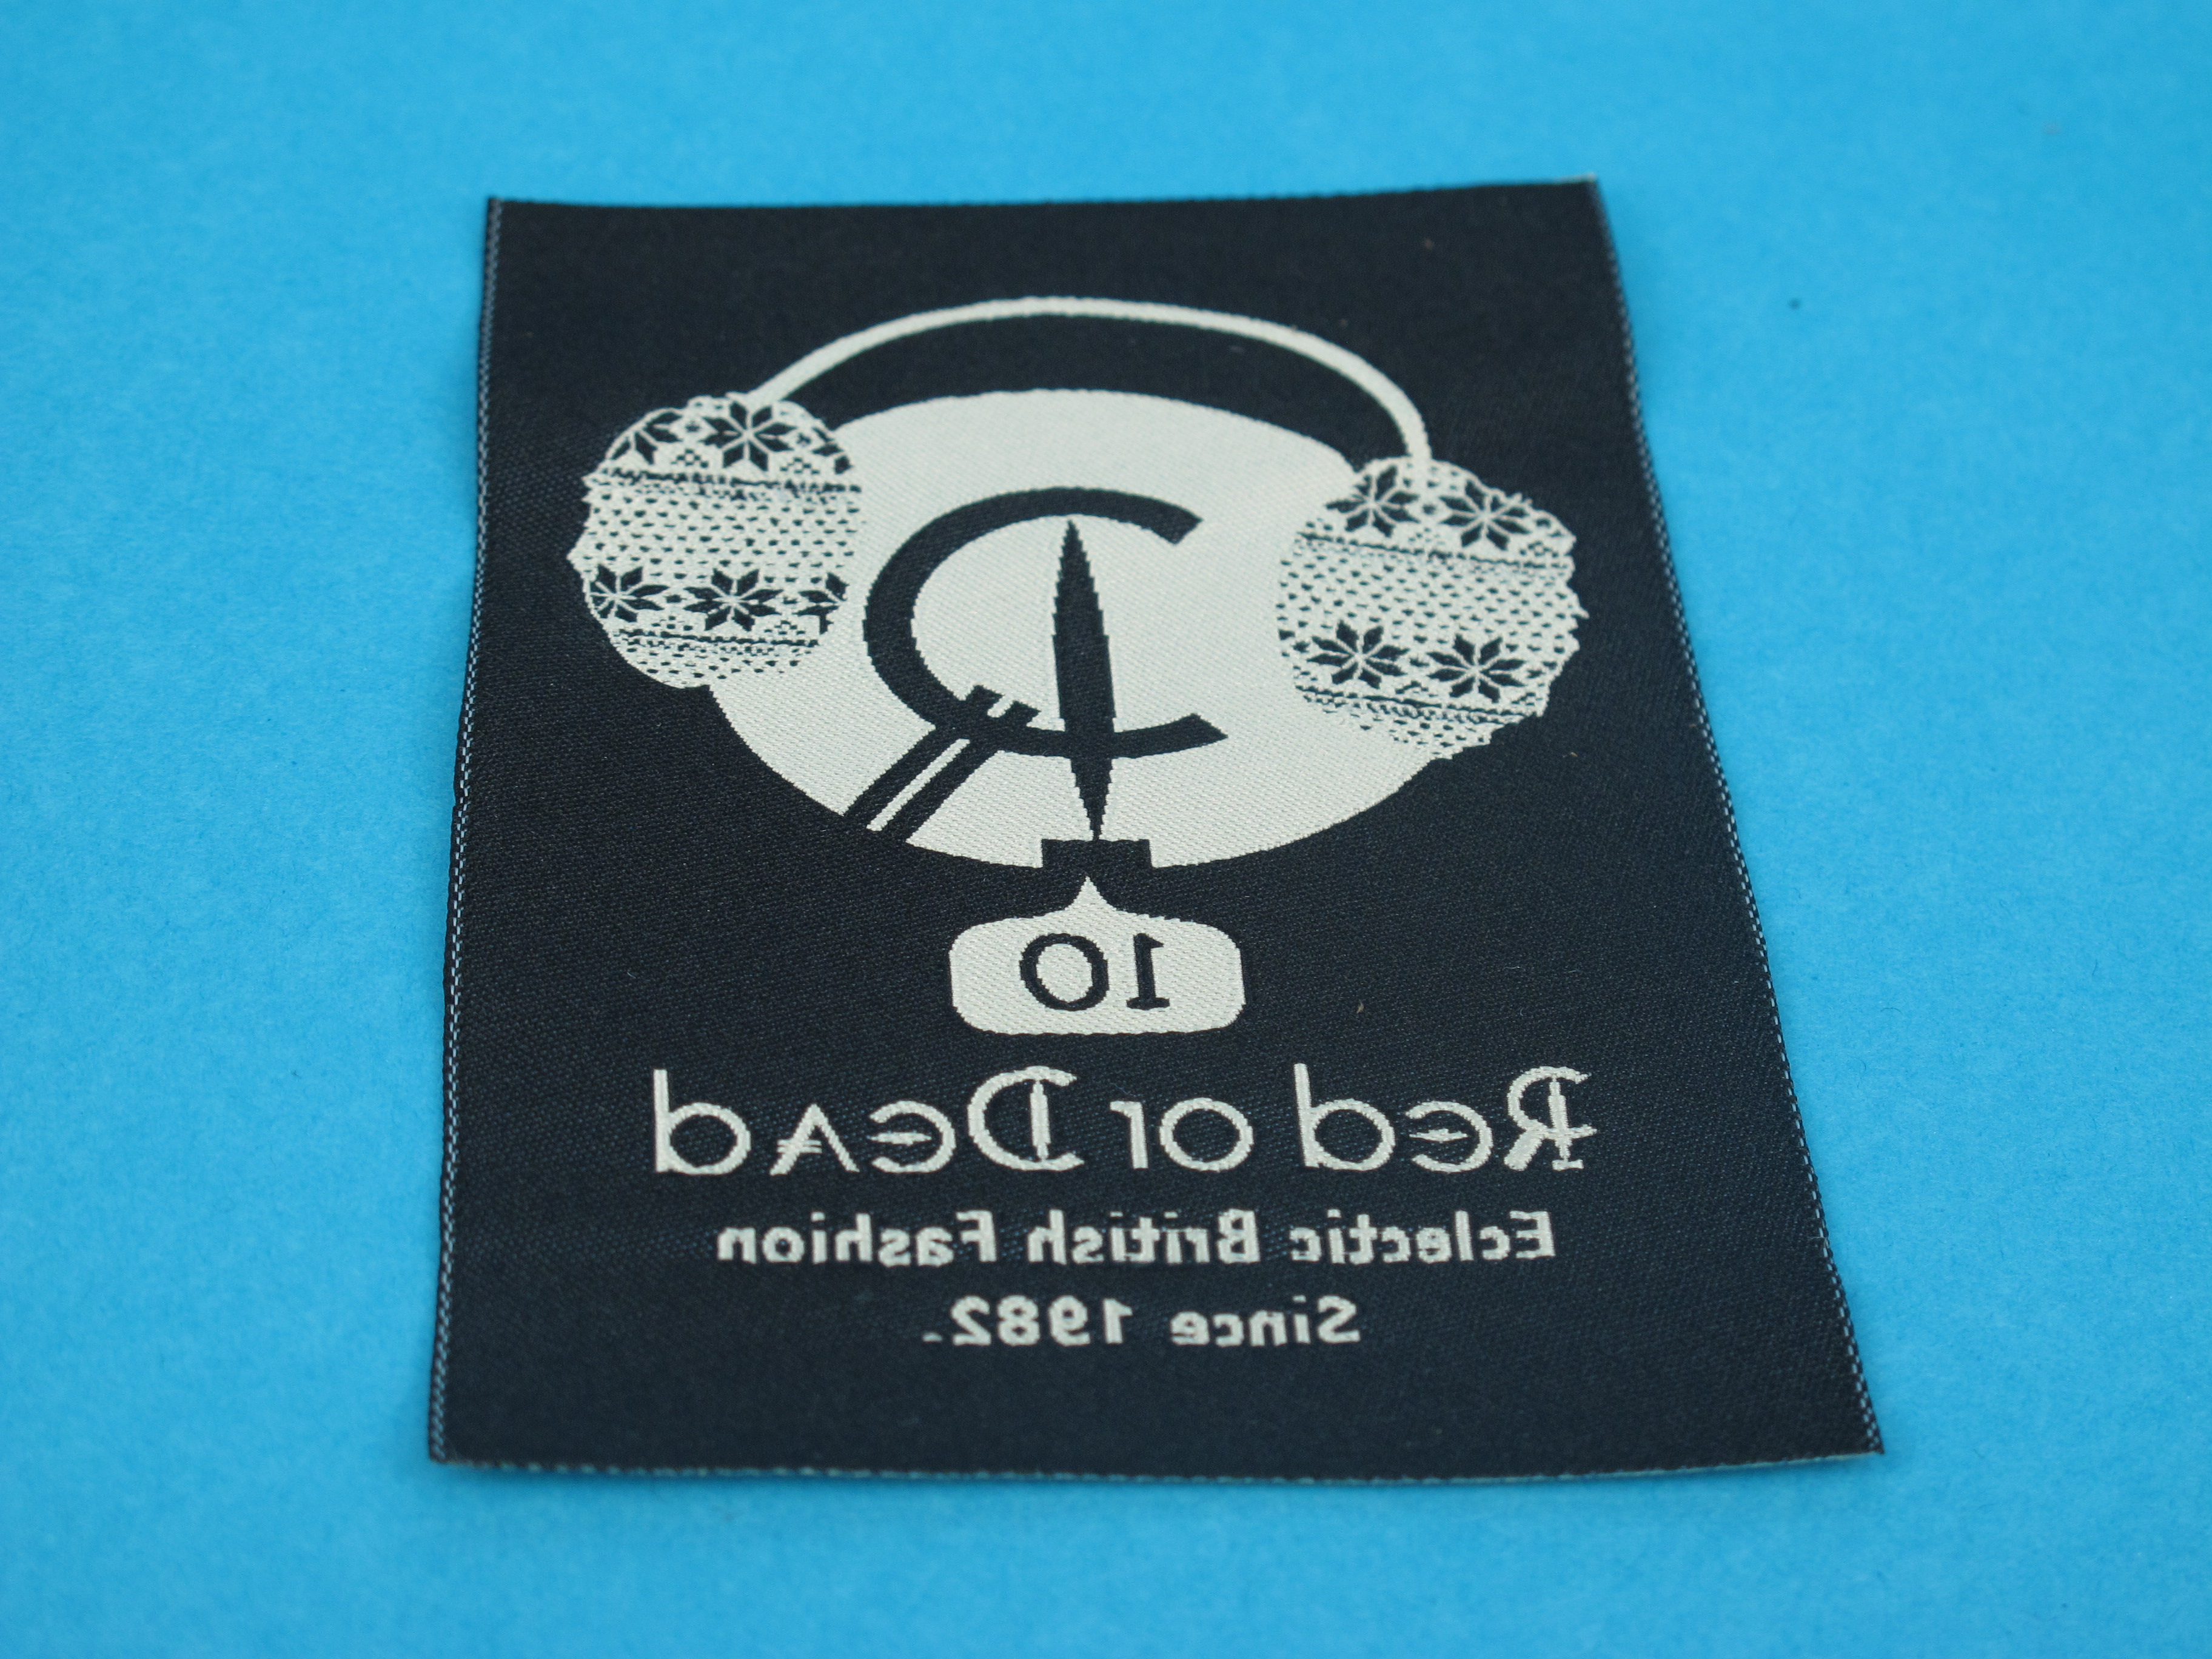 10
Red or Dead
Eclectic British Fashion
Since 1982.